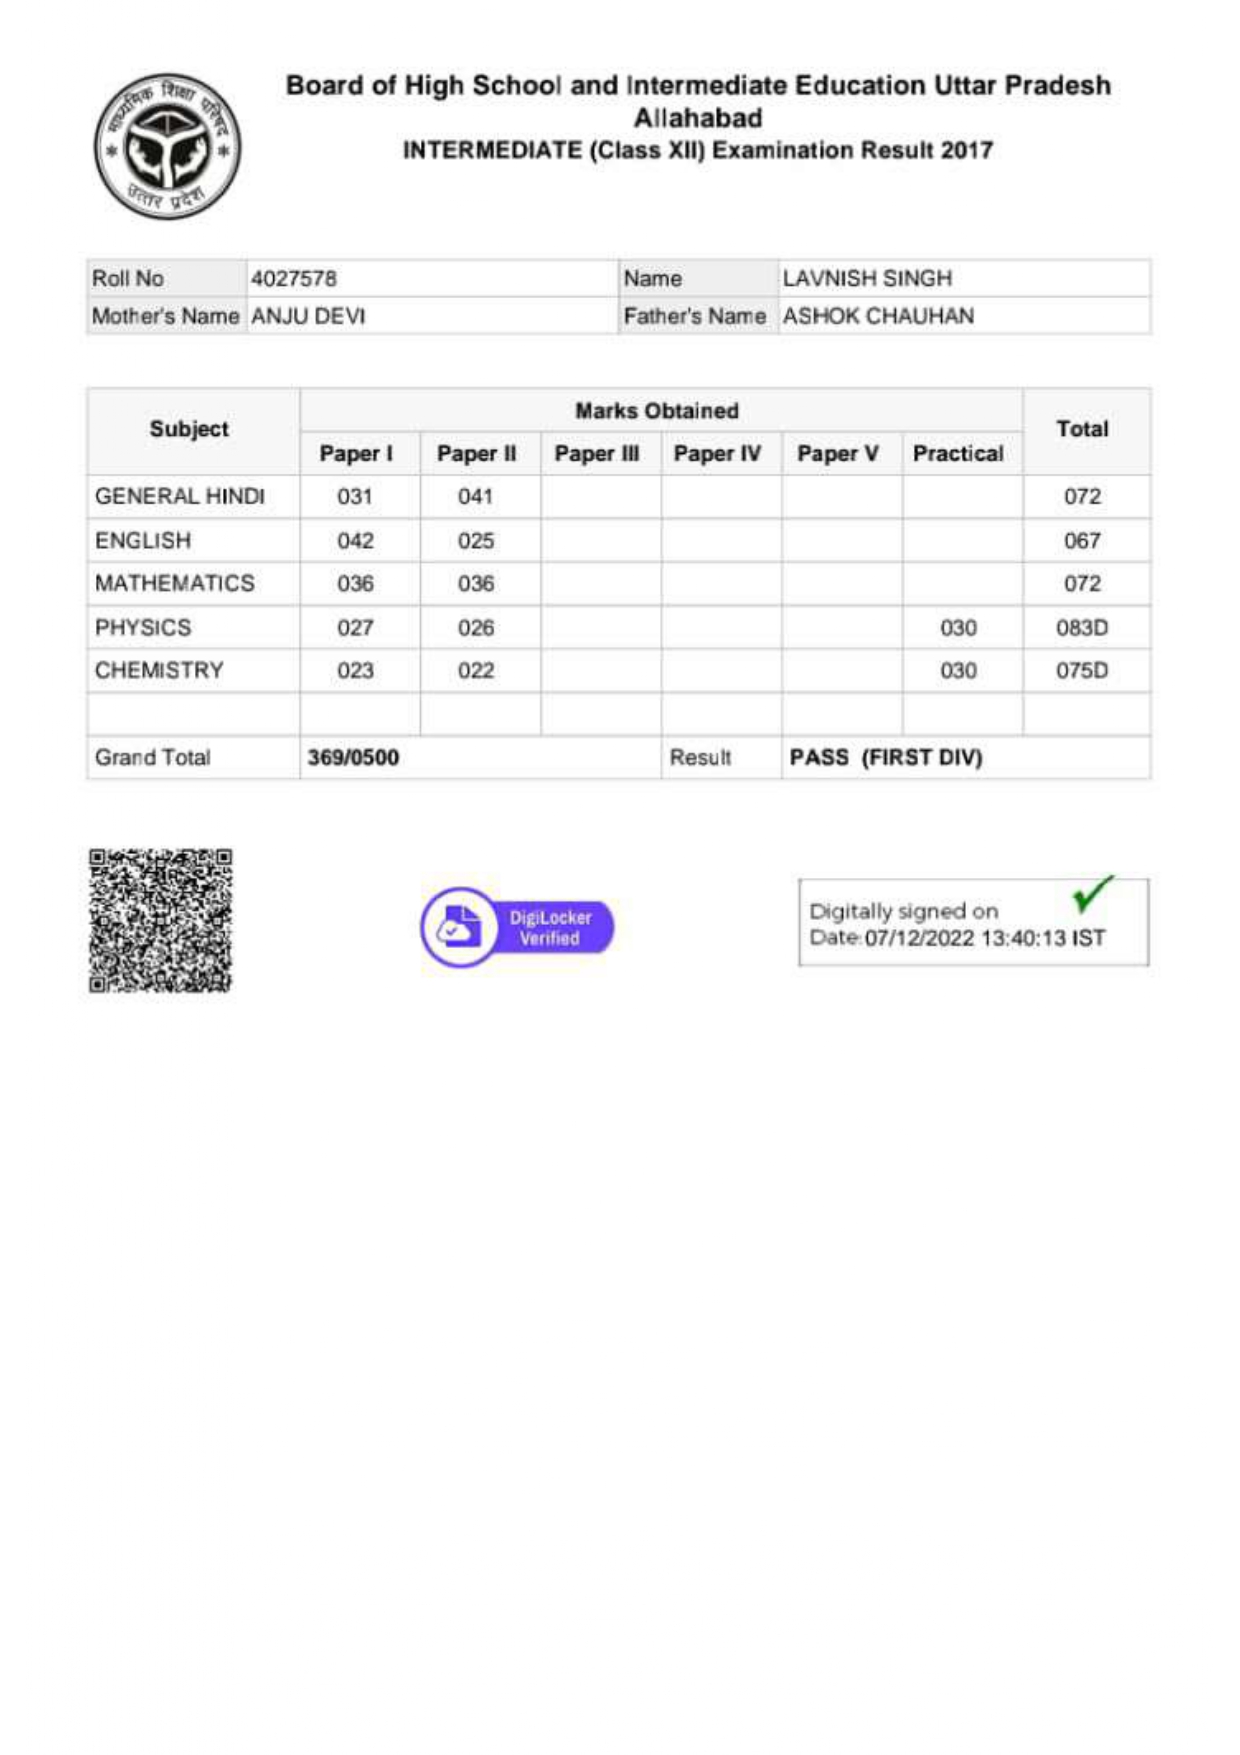 माध्यमिक शिक्षा परिषद
उत्तर प्रदेश
Board of High School and Intermediate Education Uttar Pradesh
Allahabad
INTERMEDIATE (Class XII) Examination Result 2017
Roll No 4027578 Name LAVNISH SINGH
Mother's Name ANJU DEVI Father's Name ASHOK CHAUHAN
Subject Marks Obtained Total
Paper I Paper II Paper III Paper IV Paper V Practical
GENERAL HINDI 031 041 072
ENGLISH 042 025 067
MATHEMATICS 036 036 072
PHYSICS 027 026 030 083D
CHEMISTRY 023 022 030 075D
Grand Total 369/0500 Result PASS (FIRST DIV)
DigiLocker
Verified
Digitally signed on
Date:07/12/2022 13:40:13 IST